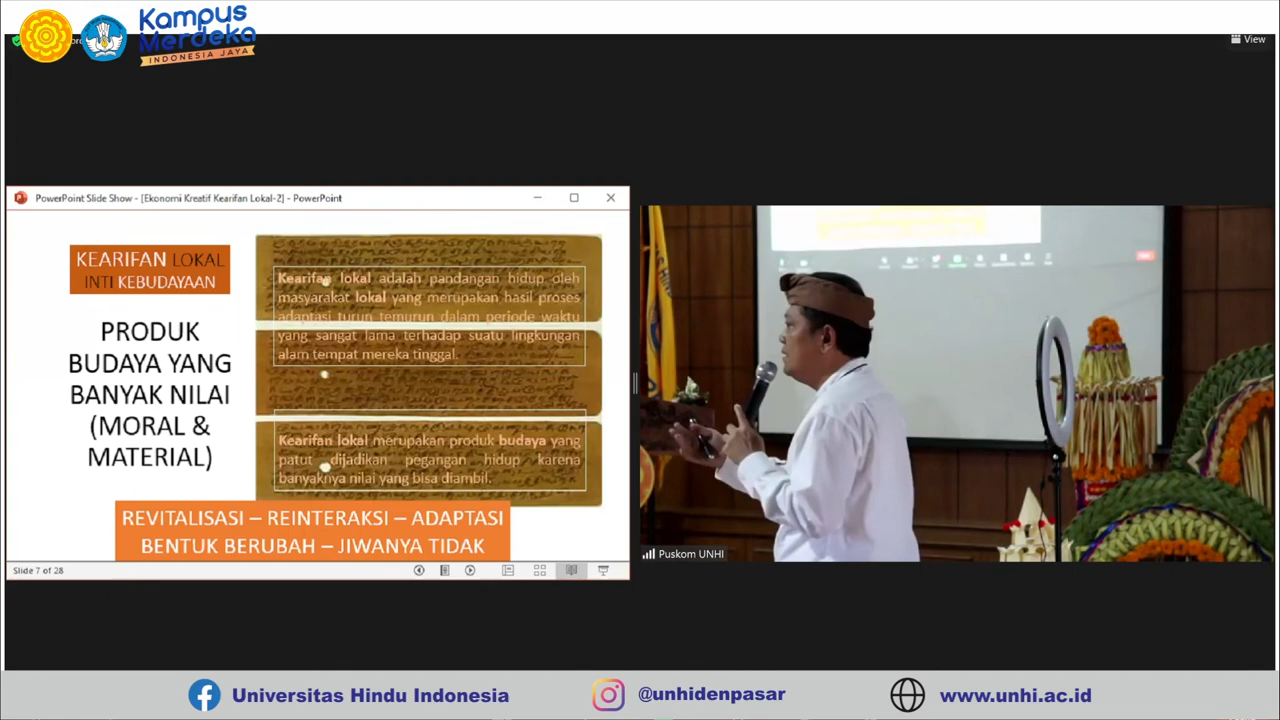 Kampus
Merdeka
INDONESIA JAYA
View
PowerPoint Slide Show - [Ekonomi Kreatif Kearifan Lokal-2] - PowerPoint
KEARIFAN LOKAL
INTI KEBUDAYAAN
PRODUK
BUDAYA YANG
BANYAK NILAI
(MORAL &
MATERIAL)
Kearifan lokal adalah pandangan hidup oleh
masyarakat lokal yang merupakan hasil proses
adaptasi turun temurun dalam periode waktu
yang sangat lama terhadap suatu lingkungan
alam tempat mereka tinggal.
Kearifan lokal merupakan produk budaya yang
patut dijadikan pegangan hidup karena
banyaknya nilai yang bisa diambil.
REVITALISASI – REINTERAKSI – ADAPTASI
BENTUK BERUBAH – JIWANYA TIDAK
Slide 7 of 28
Puskom UNHI
Universitas Hindu Indonesia
@unhidenpasar
www.unhi.ac.id